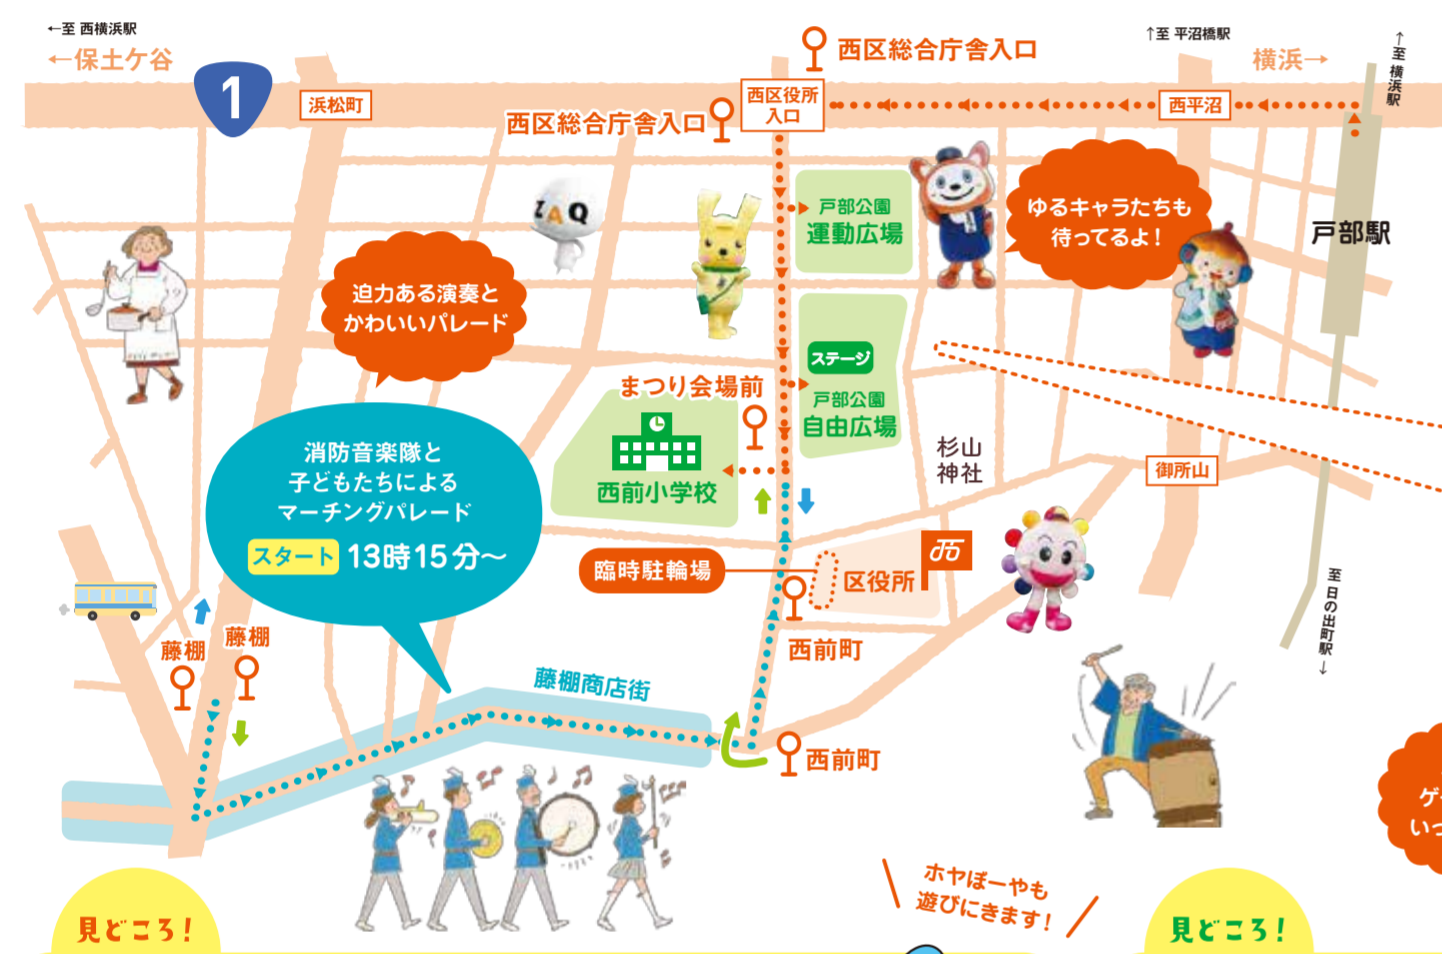 ←至 西横浜駅
←保土ケ谷
1
浜松町
西区総合庁舎入口
西区総合庁舎入口
西区役所
入口
↑至 平沼橋駅
横浜→
↑至 横浜駅
西平沼
戸部駅
ZAQ
戸部公園
運動広場
ゆるキャラたちも
待ってるよ！
迫力ある演奏と
かわいいパレード
ステージ
戸部公園
自由広場
まつり会場前
西前小学校
杉山
神社
御所山
消防音楽隊と
子どもたちによる
マーチングパレード
スタート 13時15分〜
臨時駐輪場
区役所
西
西前町
至 日の出町駅→
藤棚
藤棚
藤棚商店街
西前町
ゲ
いっ
ホヤぼーやも
遊びにきます！
見どころ！
見どころ！